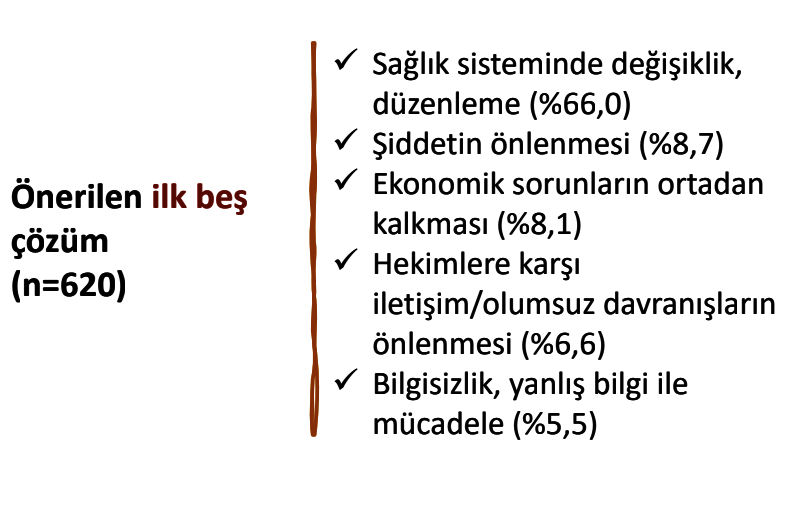 Önerilen ilk beş
çözüm
(n=620)
✓ Sağlık sisteminde değişiklik,
düzenleme (%66,0)
✓ Şiddetin önlenmesi (%8,7)
✓ Ekonomik sorunların ortadan
kalkması (%8,1)
✓ Hekimlere karşı
iletişim/olumsuz davranışların
önlenmesi (%6,6)
✓ Bilgisizlik, yanlış bilgi ile
mücadele (%5,5)